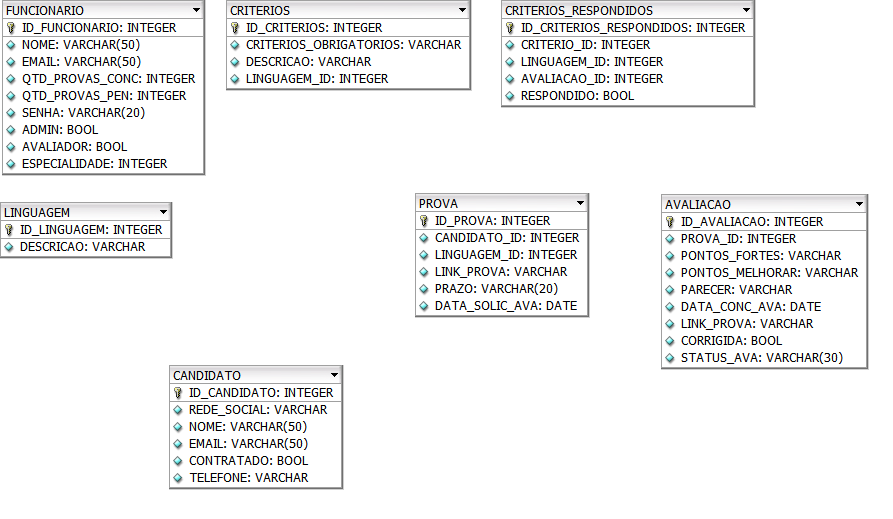 FUNCIONARIO
ID_FUNCIONARIO: INTEGER
NOME: VARCHAR(50)
EMAIL: VARCHAR(50)
QTD_PROVAS_CONC: INTEGER
QTD_PROVAS_PEN: INTEGER
SENHA: VARCHAR(20)
ADMIN: BOOL
AVALIADOR: BOOL
ESPECIALIDADE: INTEGER
CRITERIOS
ID_CRITERIOS: INTEGER
CRITERIOS_OBRIGATORIOS: VARCHAR
DESCRICAO: VARCHAR
LINGUAGEM_ID: INTEGER
CRITERIOS_RESPONDIDOS
ID_CRITERIOS_RESPONDIDOS: INTEGER
CRITERIO_ID: INTEGER
LINGUAGEM_ID: INTEGER
AVALIACAO_ID: INTEGER
RESPONDIDO: BOOL
LINGUAGEM
ID_LINGUAGEM: INTEGER
DESCRICAO: VARCHAR
PROVA
ID_PROVA: INTEGER
CANDIDATO_ID: INTEGER
LINGUAGEM_ID: INTEGER
LINK_PROVA: VARCHAR
PRAZO: VARCHAR(20)
DATA_SOLIC_AVA: DATE
AVALIACAO
ID_AVALIACAO: INTEGER
PROVA_ID: INTEGER
PONTOS_FORTES: VARCHAR
PONTOS_MELHORAR: VARCHAR
PARECER: VARCHAR
DATA_CONC_AVA: DATE
LINK_PROVA: VARCHAR
CORRIGIDA: BOOL
STATUS_AVA: VARCHAR(30)
CANDIDATO
ID_CANDIDATO: INTEGER
REDE_SOCIAL: VARCHAR
NOME: VARCHAR(50)
EMAIL: VARCHAR(50)
CONTRATADO: BOOL
TELEFONE: VARCHAR